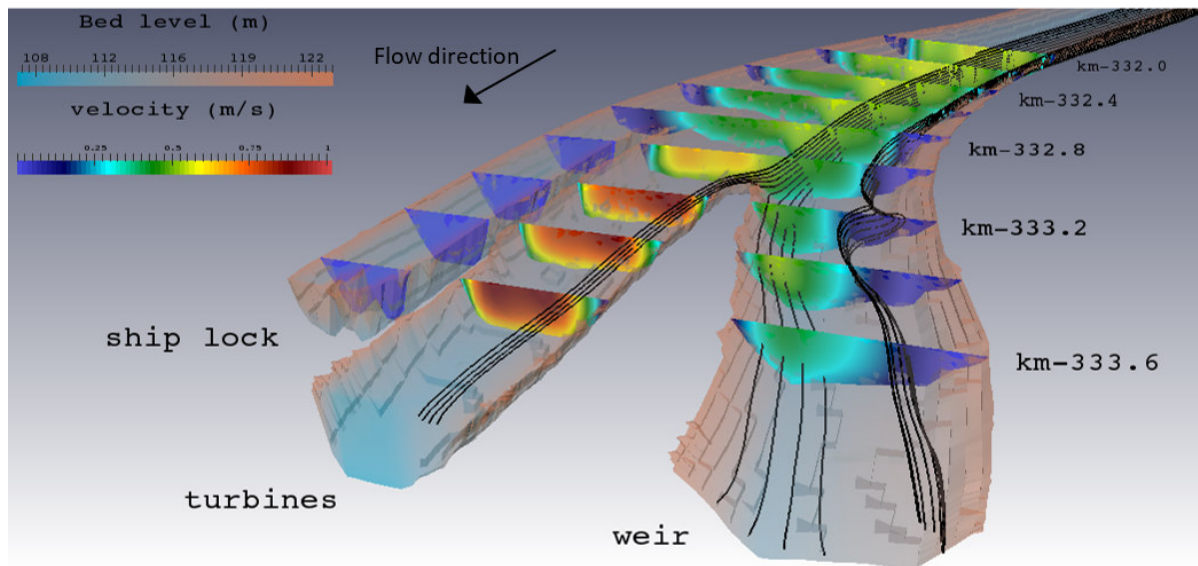 Bed level (m)
108 112 116 119 122
velocity (m/s)
0.25 0.5 0.75 1
Flow direction
km-332.0
km-332.4
km-332.8
km-333.2
km-333.6
ship lock
turbines
weir